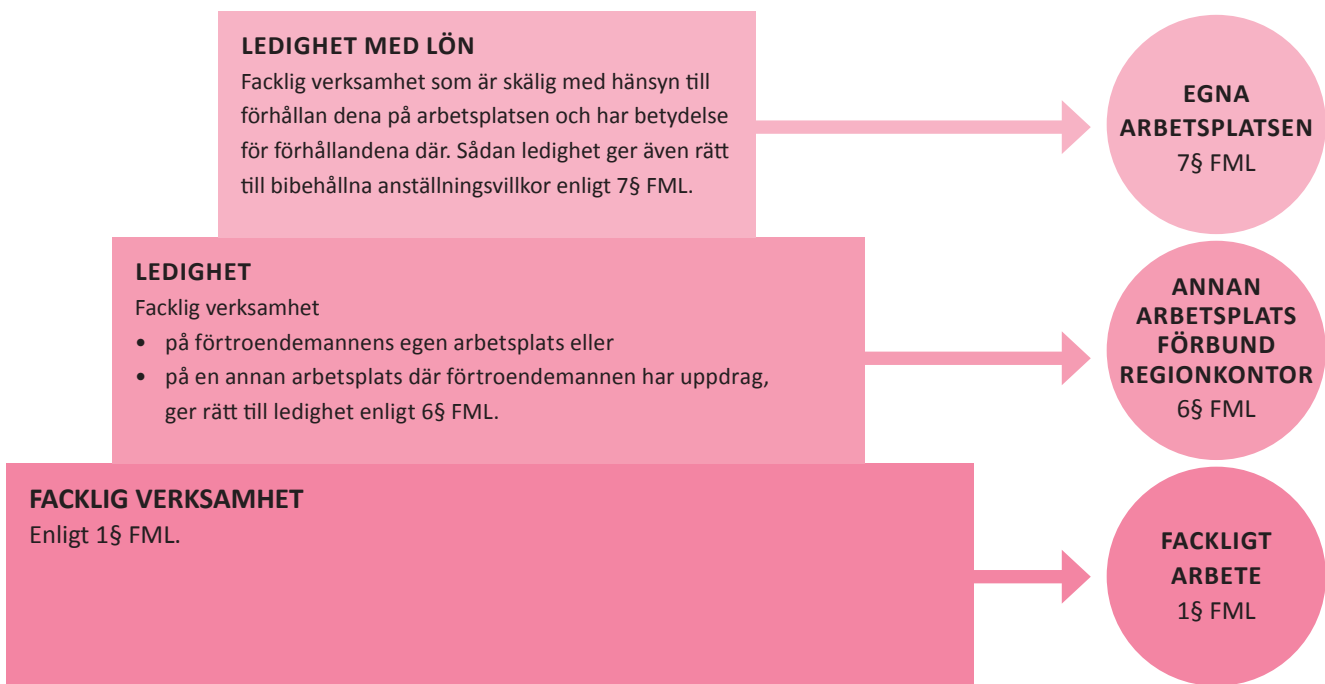 LEDIGHET MED LÖN
Facklig verksamhet som är skälig med hänsyn till
förhållan dena på arbetsplatsen och har betydelse
för förhållandena där. Sådan ledighet ger även rätt
till bibehållna anställningsvillkor enligt 7§ FML.
EGNA
ARBETSPLATSEN
7§ FML
LEDIGHET
Facklig verksamhet
• på förtroendemannens egen arbetsplats eller
• på en annan arbetsplats där förtroendemannen har uppdrag,
ger rätt till ledighet enligt 6§ FML.
ANNAN
ARBETSPLATS
FÖRBUND
REGIONKONTOR
6§ FML
FACKLIG VERKSAMHET
Enligt 1§ FML.
FACKLIGT
ARBETE
1§ FML